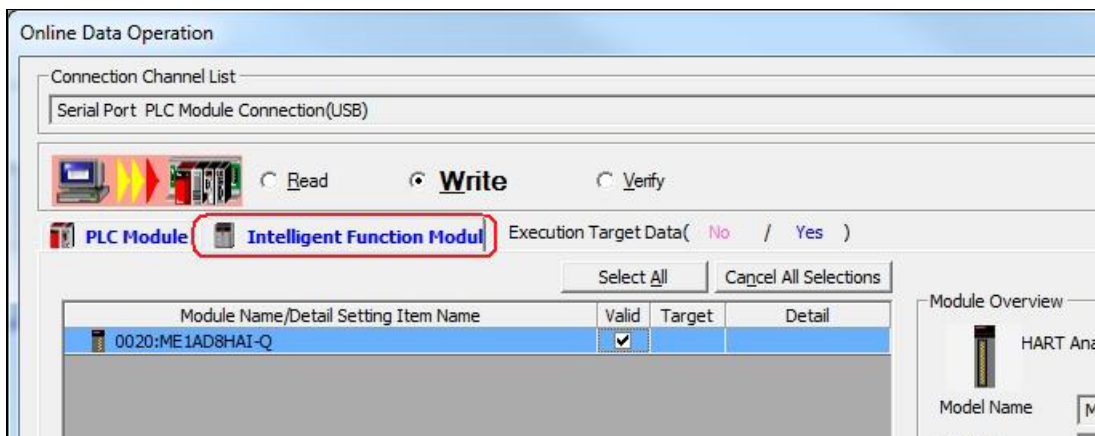 Online Data Operation
Connection Channel List
Serial Port PLC Module Connection(USB)
Read Write Verify
PLC Module Intelligent Function Modul Execution Target Data( No / Yes )
Select All Cancel All Selections
Module Name/Detail Setting Item Name Valid Target Detail
Module Overview
0020:ME1AD8HAI-Q
HART Ana
Model Name M